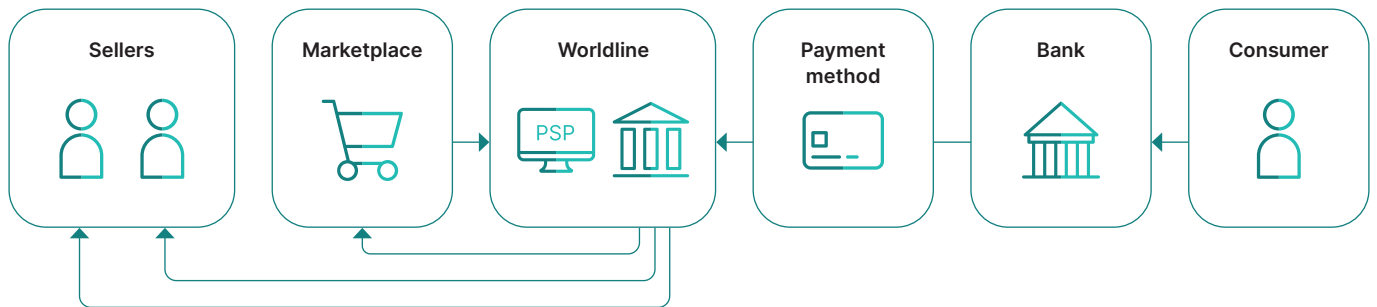 Sellers
Marketplace
Worldline
PSP
Payment
method
Bank
Consumer